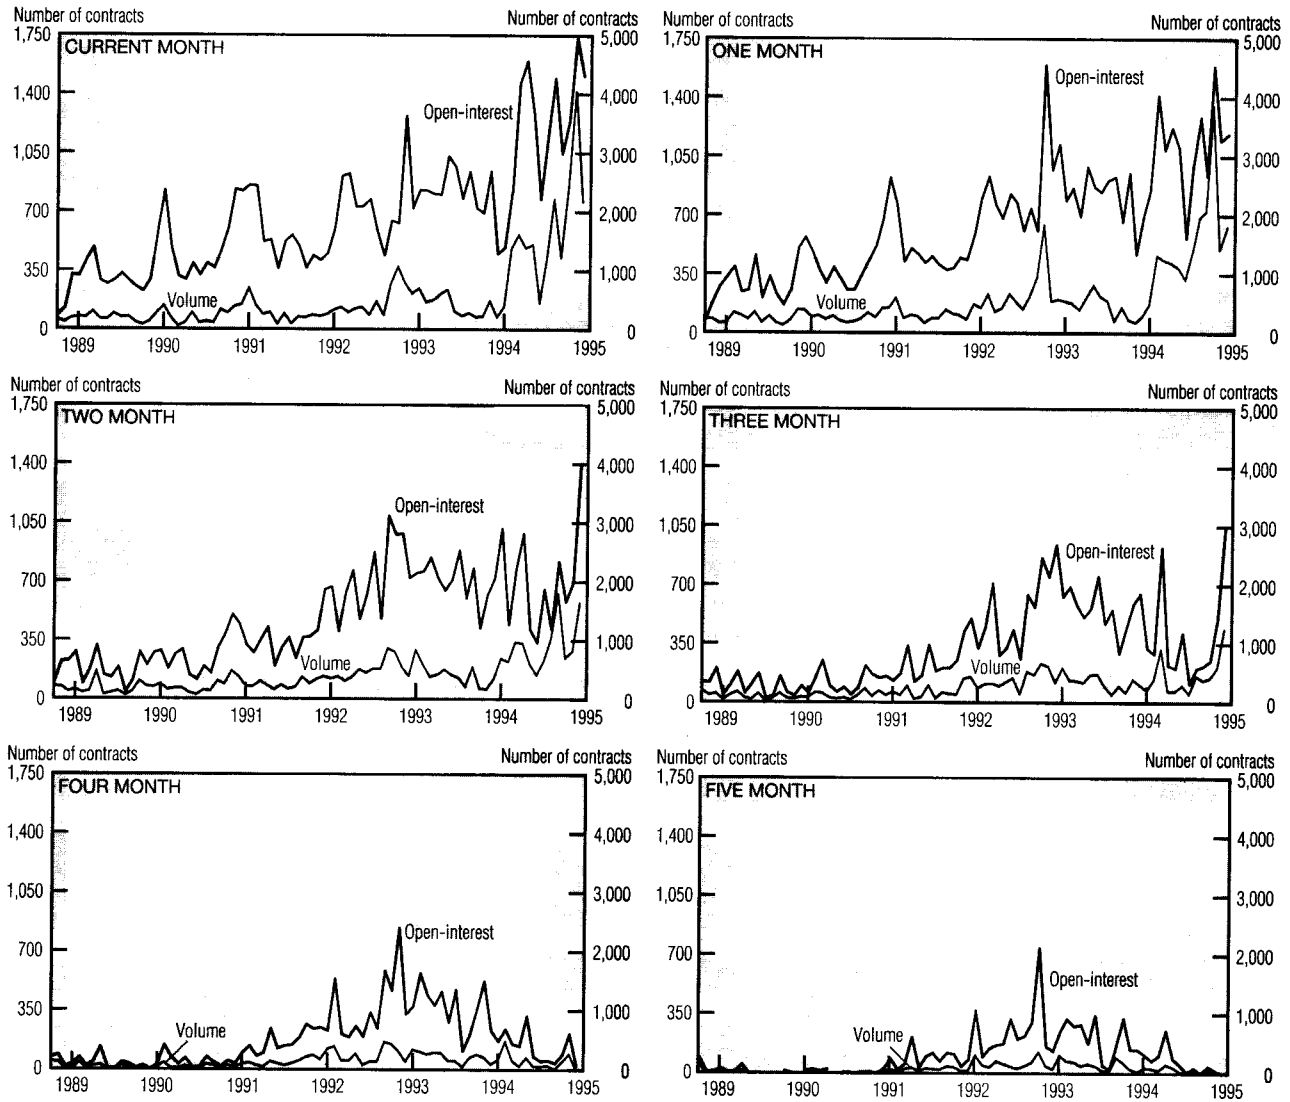 Number of contracts Number of contracts
1,750 5,000
CURRENT MONTH
1,400 4,000
Open-interest
1,050 3,000
700 2,000
350 1,000
Volume
0 0
1989 1990 1991 1992 1993 1994 1995
Number of contracts Number of contracts
1,750 5,000
ONE MONTH
Open-interest
1,400 4,000
1,050 3,000
700 2,000
350 1,000
Volume
0 0
1989 1990 1991 1992 1993 1994 1995
Number of contracts Number of contracts
1,750 5,000
TWO MONTH
1,400 4,000
Open-interest
1,050 3,000
700 2,000
350 1,000
Volume
0 0
1989 1990 1991 1992 1993 1994 1995
Number of contracts Number of contracts
1,750 5,000
THREE MONTH
1,400 4,000
1,050 3,000
Open-interest
700 2,000
350 1,000
Volume
0 0
1989 1990 1991 1992 1993 1994 1995
Number of contracts Number of contracts
1,750 5,000
FOUR MONTH
1,400 4,000
1,050 3,000
Open-interest
700 2,000
350 1,000
Volume
0 0
1989 1990 1991 1992 1993 1994 1995
Number of contracts Number of contracts
1,750 5,000
FIVE MONTH
1,400 4,000
1,050 3,000
700 2,000
Open-interest
350 1,000
Volume
0 0
1989 1990 1991 1992 1993 1994 1995